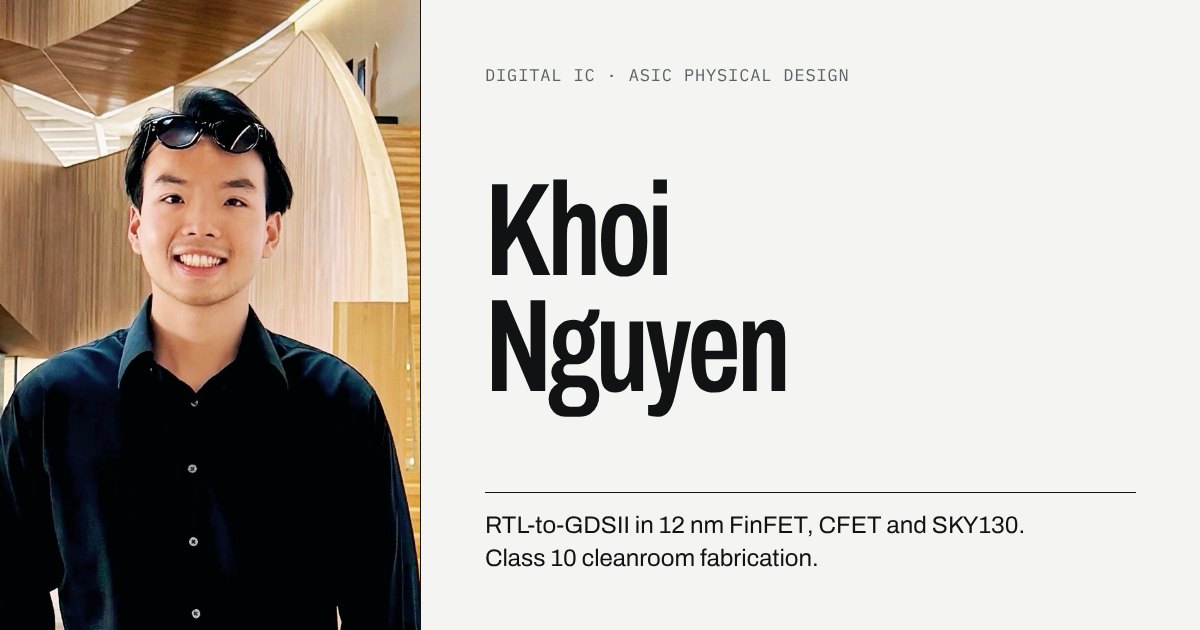 DIGITAL IC · ASIC PHYSICAL DESIGN
Khoi
Nguyen
RTL-to-GDSII in 12 nm FinFET, CFET and SKY130.
Class 10 cleanroom fabrication.